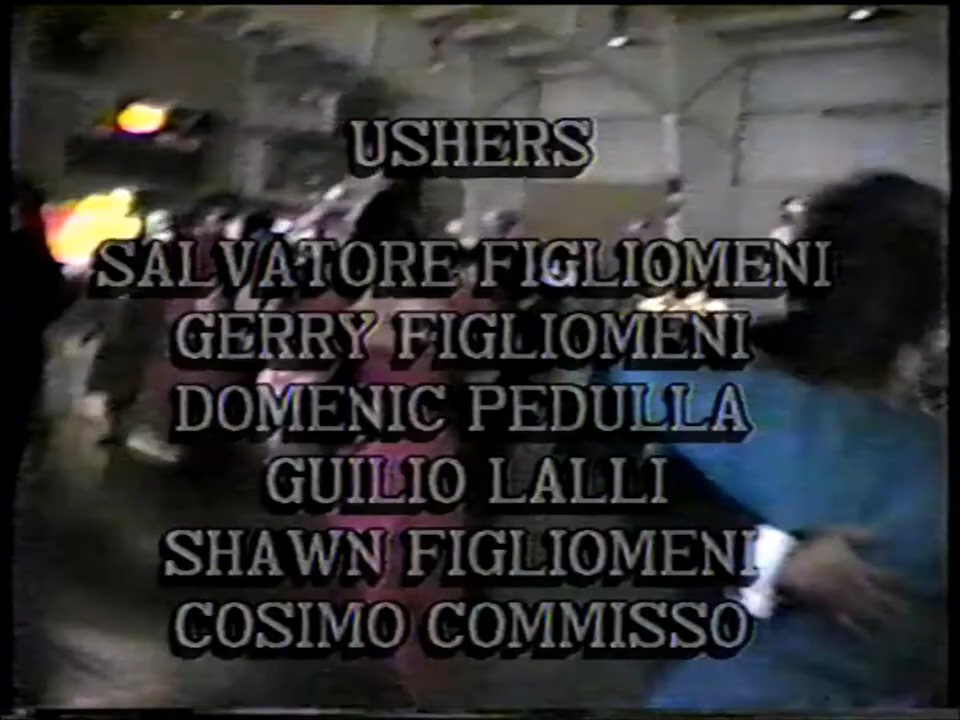 USHERS
SALVATORE FIGLIOMENI
GERRY FIGLIOMENI
DOMENIC PEDULLA
GUILIO LALLI
SHAWN FIGLIOMENI
COSIMO COMMISSO